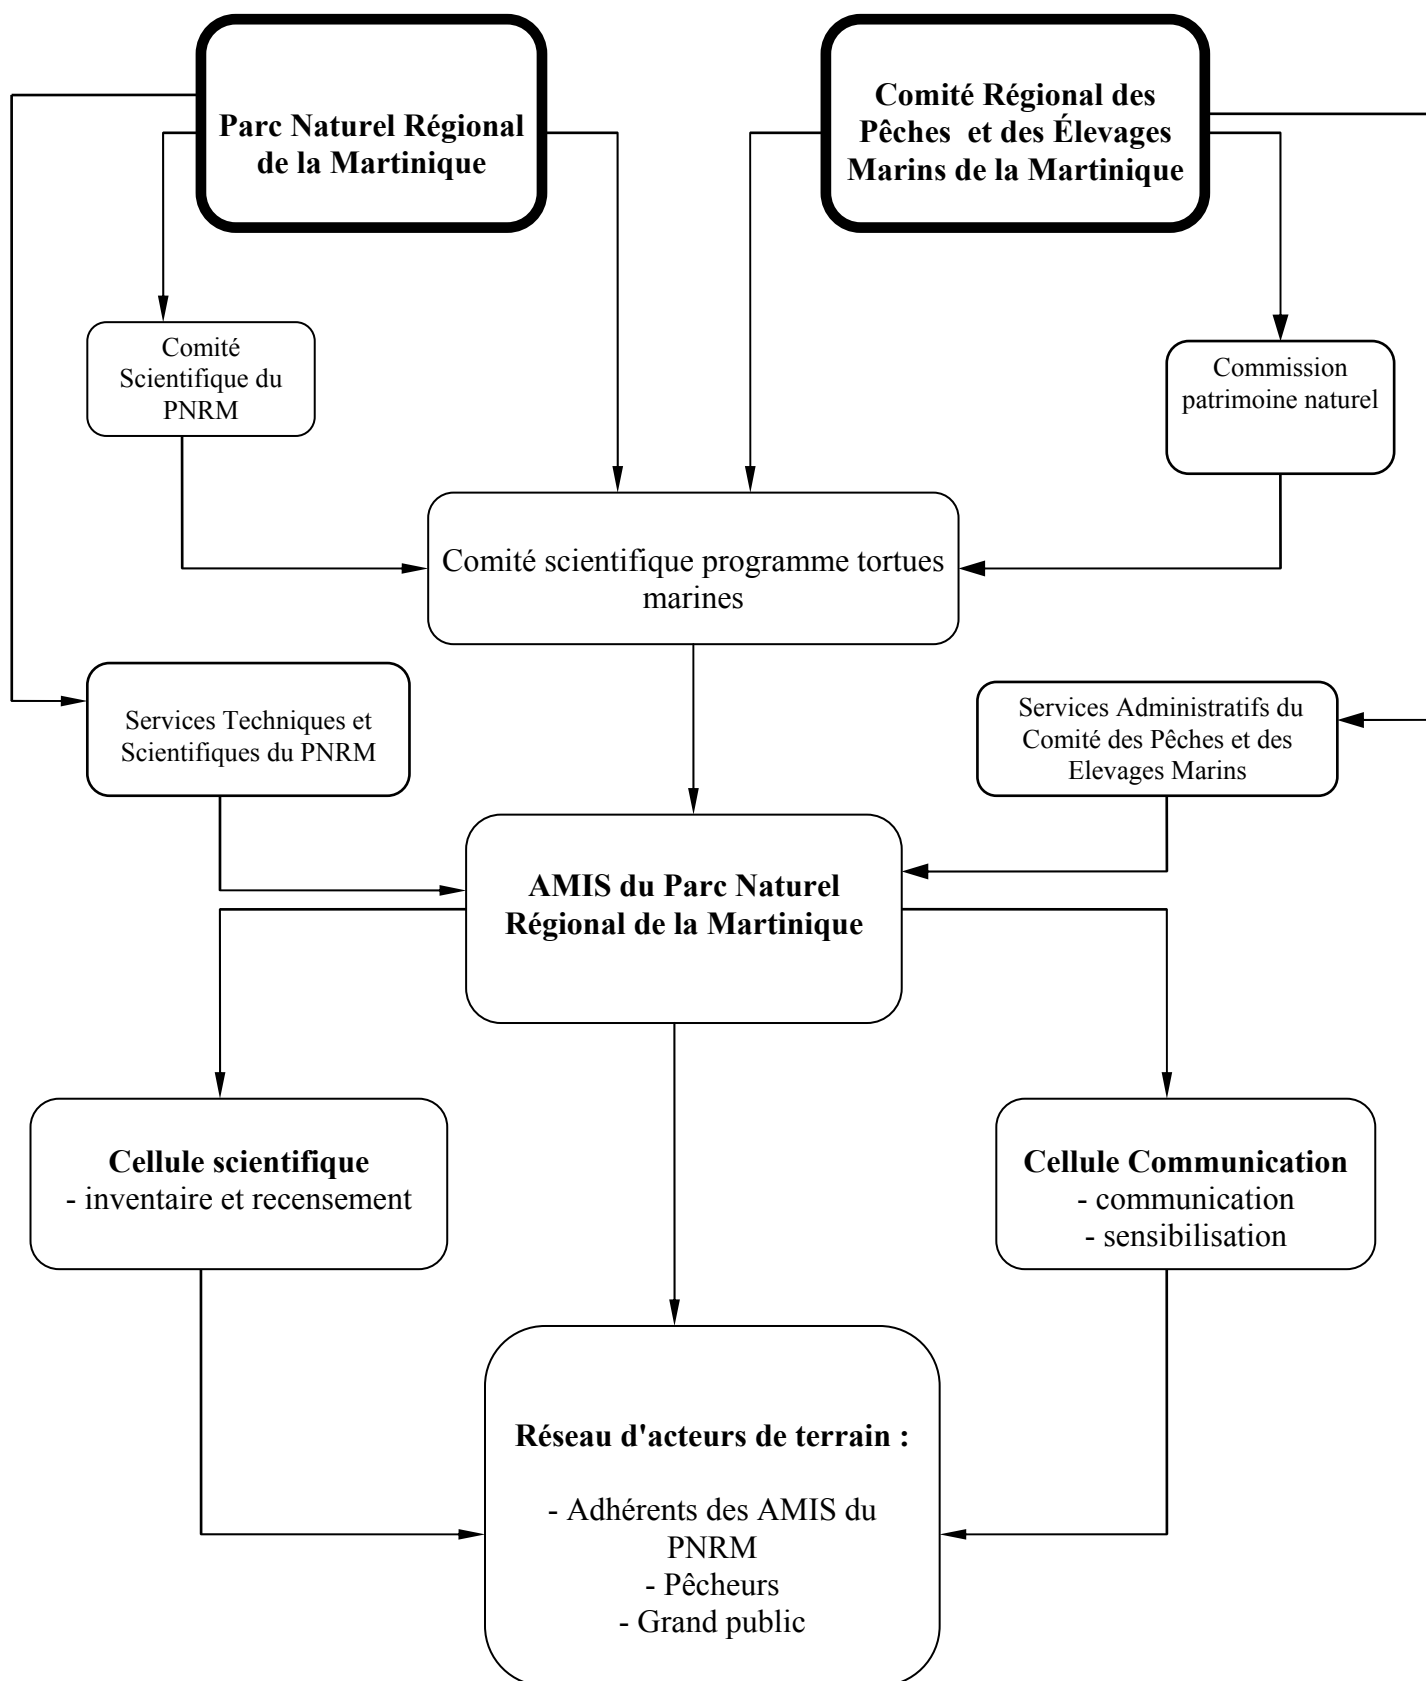 Parc Naturel Régional
de la Martinique
Comité Régional des
Pêches et des Élevages
Marins de la Martinique
Comité
Scientifique du
PNRM
Commission
patrimoine naturel
Comité scientifique programme tortues
marines
Services Techniques et
Scientifiques du PNRM
Services Administratifs du
Comité des Pêches et des
Elevages Marins
AMIS du Parc Naturel
Régional de la Martinique
Cellule scientifique
- inventaire et recensement
Cellule Communication
- communication
- sensibilisation
Réseau d'acteurs de terrain :
- Adhérents des AMIS du
PNRM
- Pêcheurs
- Grand public